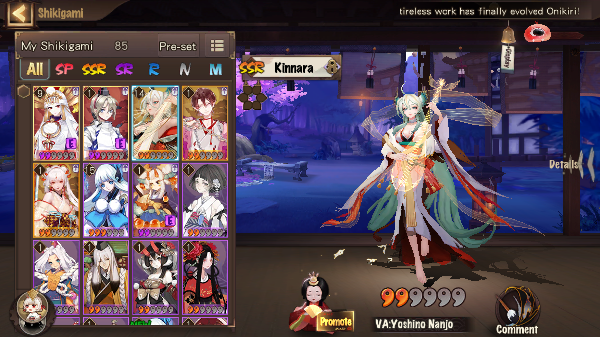 Shikigami
tireless work has finally evolved Onikiri!
My Shikigami 85 Pre-set
All SP SSR SR R N M
SSR Kinnara
Replay
Details
Promote
VA:Yoshino Nanjo
Comment